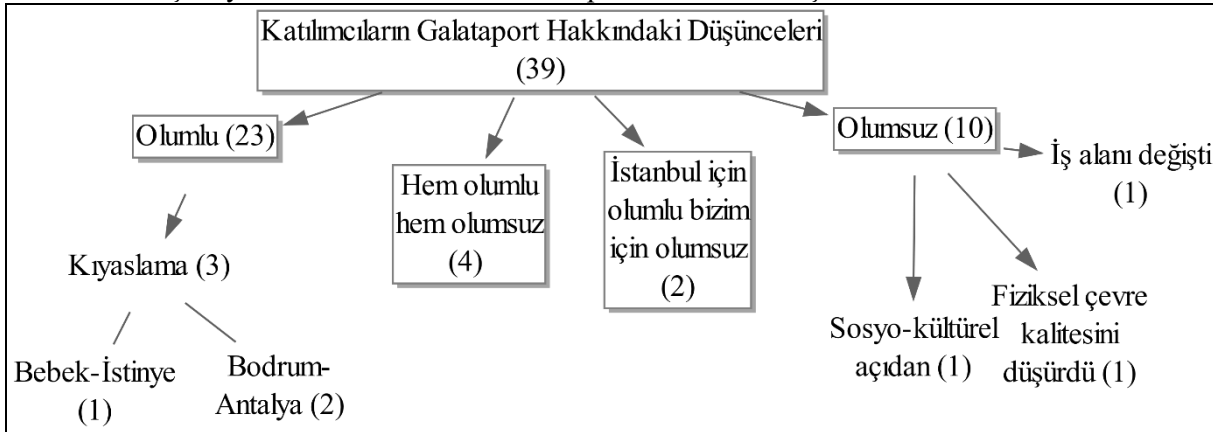 Katılımcıların Galataport Hakkındaki Düşünceleri
(39)
Olumlu (23)
Kıyaslama (3)
Bebek-İstinye
(1)
Bodrum-
Antalya (2)
Hem olumlu
hem olumsuz
(4)
İstanbul için
olumlu bizim
için olumsuz
(2)
Olumsuz (10)
İş alanı değişti
(1)
Sosyo-kültürel
açıdan (1)
Fiziksel çevre
kalitesini
düşürdü (1)